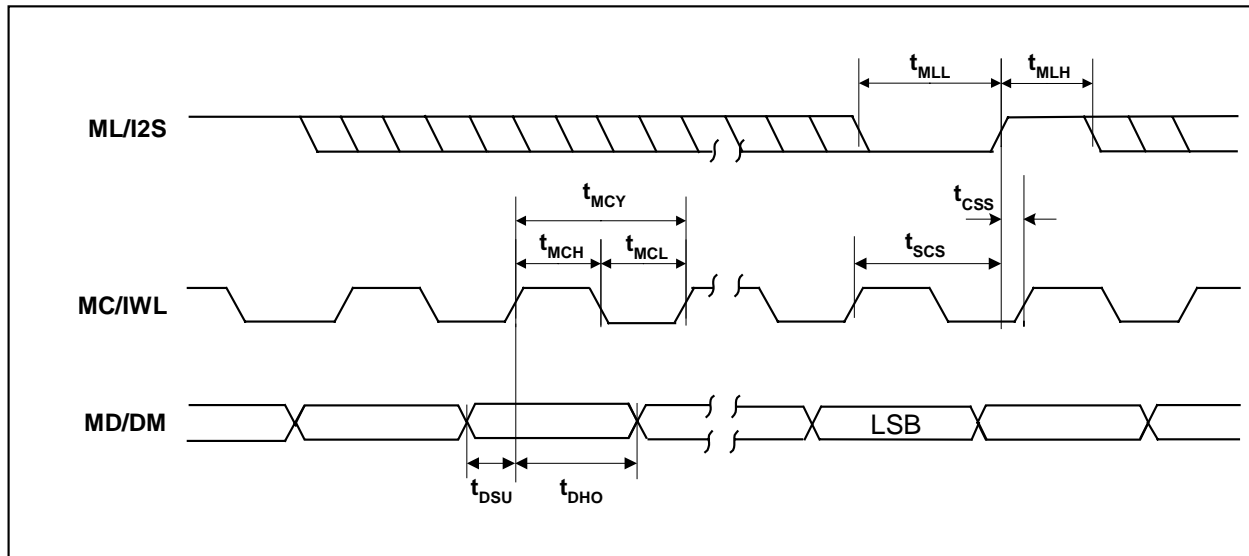 tMLL
tMLH
ML/I2S
tMCY
tCSS
tMCH
tMCL
tSCS
MC/IWL
MD/DM
LSB
tDSU
tDHO